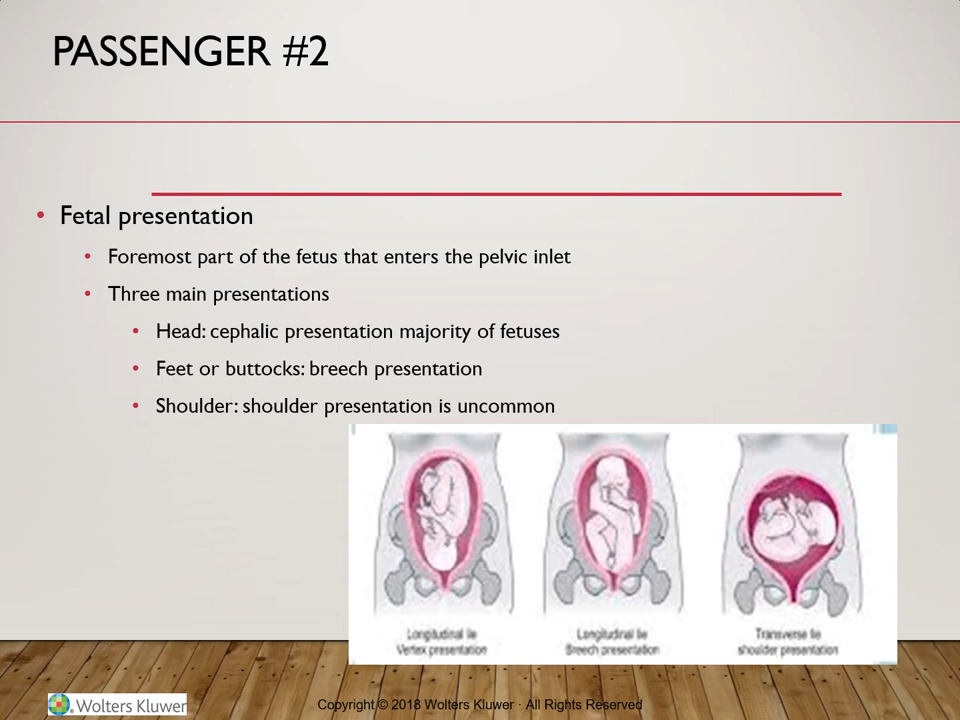 PASSENGER #2
• Fetal presentation
• Foremost part of the fetus that enters the pelvic inlet
• Three main presentations
• Head: cephalic presentation majority of fetuses
• Feet or buttocks: breech presentation
• Shoulder: shoulder presentation is uncommon
Longitudinal lie
Vertex presentation
Longitudinal lie
Breech presentation
Transverse lie
shoulder presentation
Wolters Kluwer
Copyright © 2018 Wolters Kluwer · All Rights Reserved